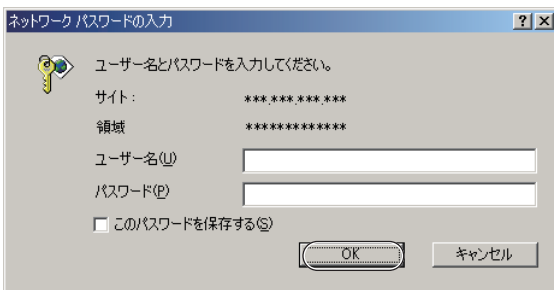 ネットワーク パスワードの入力
ユーザー名とパスワードを入力してください。
サイト： ***.***.***.***
領域 *************
ユーザー名(U)
パスワード(P)
このパスワードを保存する(S)
OK キャンセル